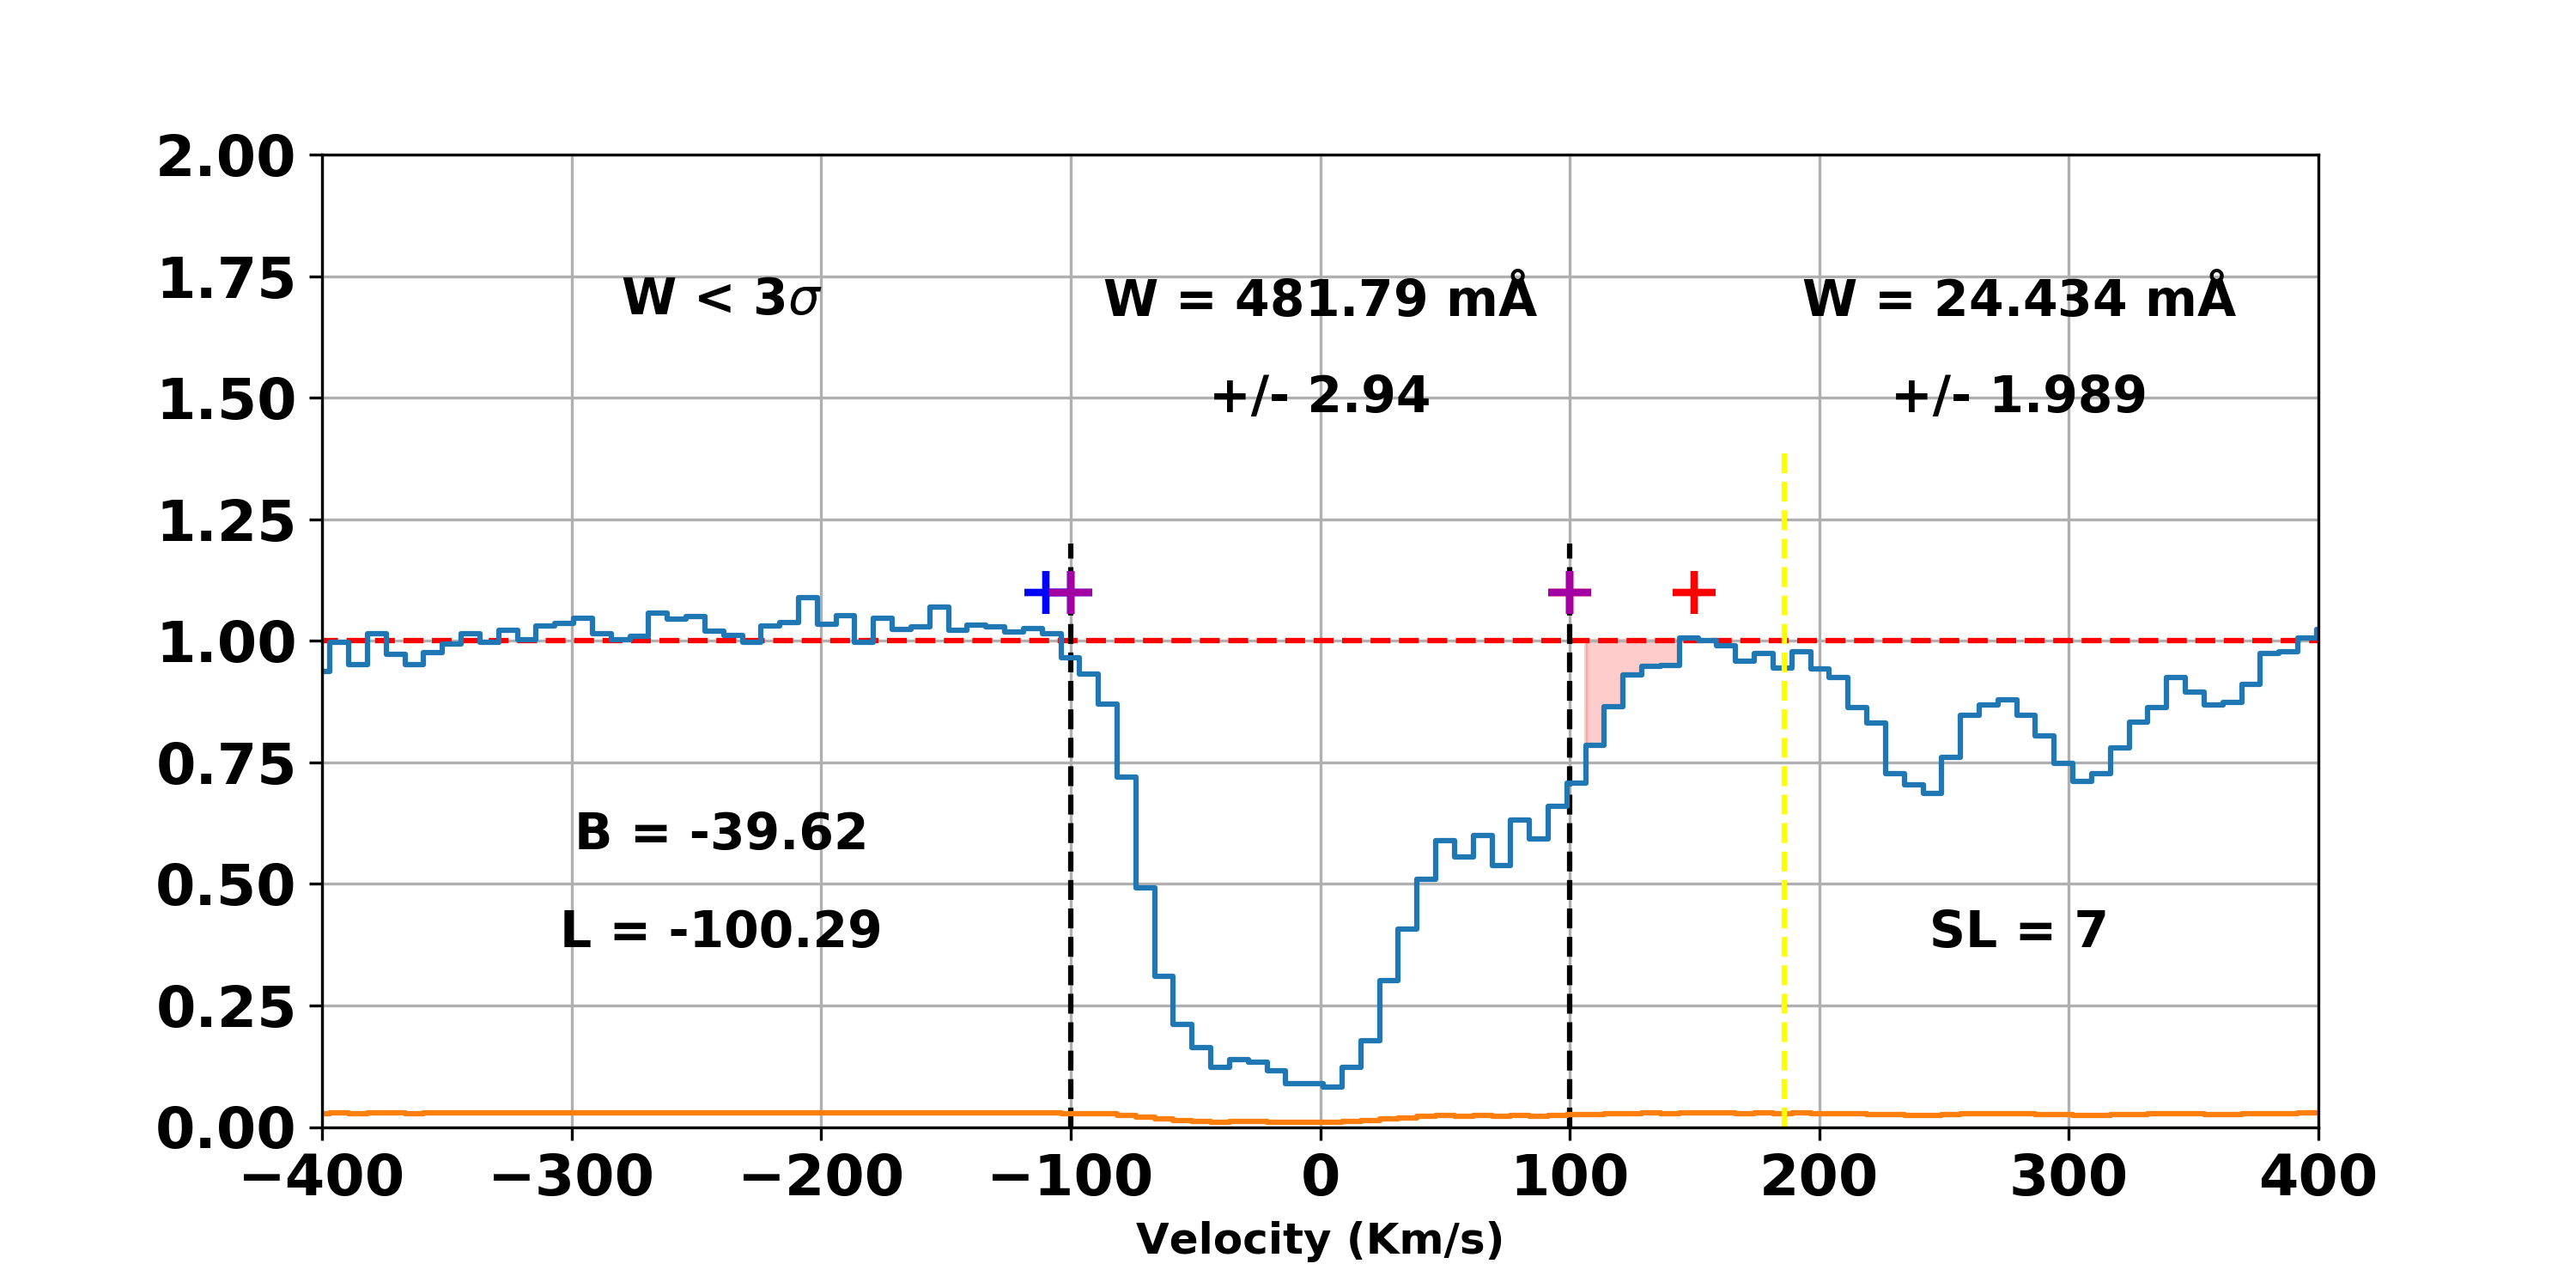 2.00
1.75
W < 3σ
W = 481.79 mÅ
W = 24.434 mÅ
1.50
+/- 2.94
+/- 1.989
1.25
1.00
0.75
B = -39.62
0.50
L = -100.29
SL = 7
0.25
0.00
−400 −300 −200 −100 0 100 200 300 400
Velocity (Km/s)